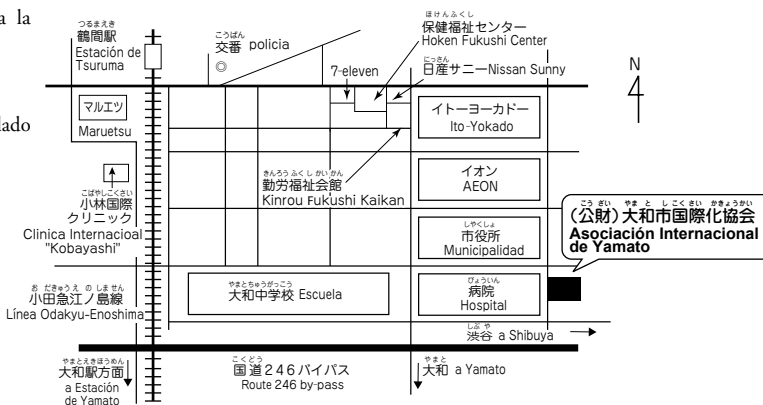 a la
lado
つるまえき
鶴間駅
Estación de
Tsuruma
こうばん
交番 policia
◎
ほけんふくし
保健福祉センター
Hoken Fukushi Center
7-eleven
にっさん
日産サニーNissan Sunny
N
4
マルエツ
Maruetsu
イトーヨーカドー
Ito-Yokado
こばやしこくさい
小林国際
クリニック
Clinica Internacioal
"Kobayashi"
きんろうふくしかいかん
勤労福祉会館
Kinrou Fukushi Kaikan
イオン
AEON
しやくしょ
市役所
Municipalidad
こうざい やまとしこくさいかきょうかい
(公財)大和市国際化協会
Asociación Internacional
de Yamato
おだきゅうえのしません
小田急江ノ島線
Línea Odakyu-Enoshima
やまとちゅうがっこう
大和中学校 Escuela
びょういん
病院
Hospital
しぶや
渋谷 a Shibuya
やまとえきほうめん
大和駅方面
a Estación
de Yamato
こくどう
国道246バイパス
Route 246 by-pass
やまと
大和 a Yamato